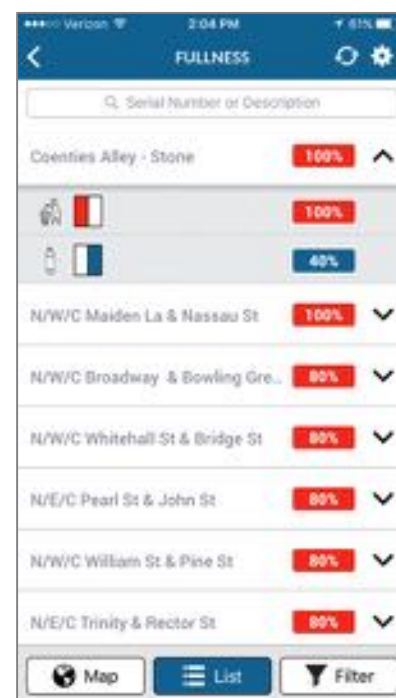 Verizon 2:04 PM 61%
FULLNESS
Serial Number or Description
Coenties Alley - Stone 100%
100%
40%
N/W/C Maiden La & Nassau St 100%
N/W/C Broadway & Bowling Gre... 80%
N/W/C Whitehall St & Bridge St 80%
N/E/C Pearl St & John St 80%
N/W/C William St & Pine St 80%
N/E/C Trinity & Rector St 80%
Map List Filter